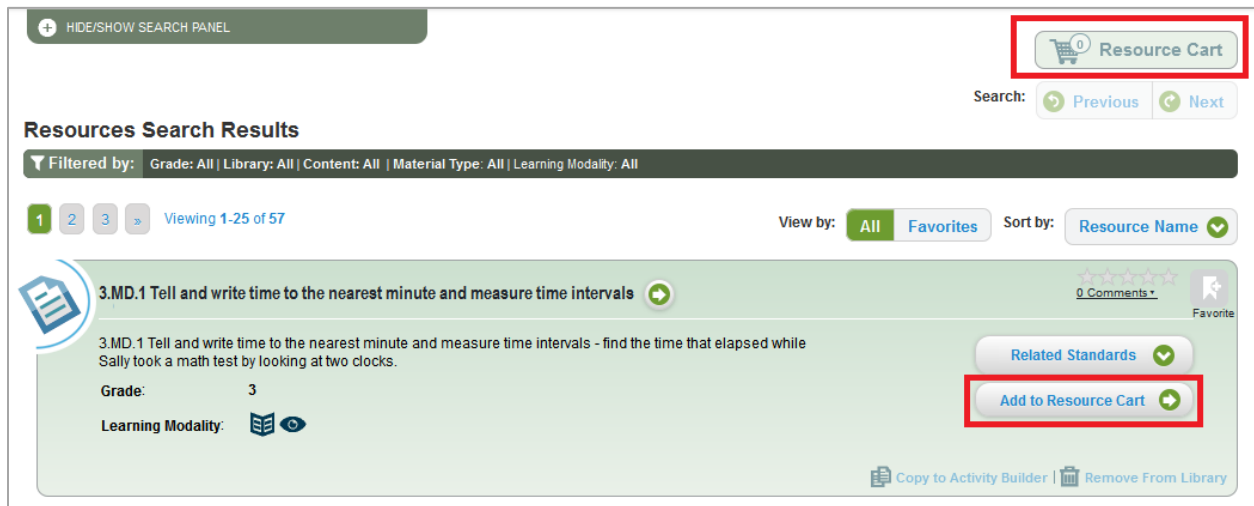 HIDE/SHOW SEARCH PANEL
0 Resource Cart
Search: Previous Next
Resources Search Results
Filtered by: Grade: All | Library: All | Content: All | Material Type: All | Learning Modality: All
1 2 3 » Viewing 1-25 of 57
View by: All Favorites Sort by: Resource Name
3.MD.1 Tell and write time to the nearest minute and measure time intervals
0 Comments
Favorite
3.MD.1 Tell and write time to the nearest minute and measure time intervals - find the time that elapsed while
Sally took a math test by looking at two clocks.
Related Standards
Grade: 3
Add to Resource Cart
Learning Modality:
Copy to Activity Builder | Remove From Library